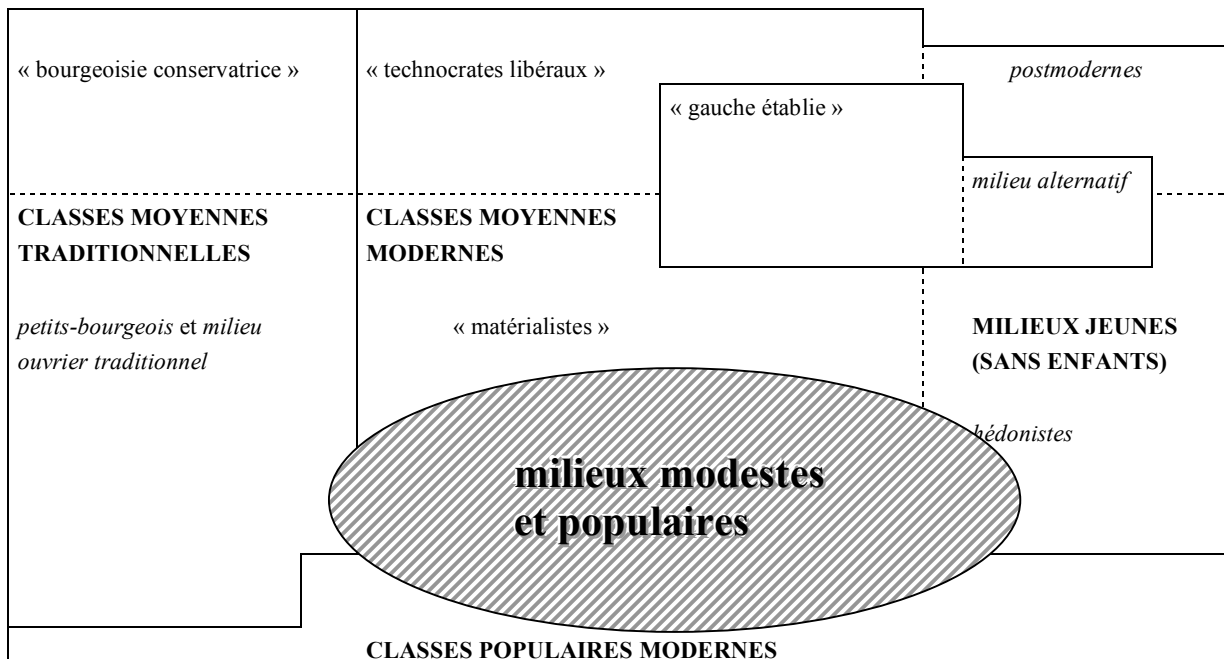 « bourgeoisie conservatrice »
« technocrates libéraux »
postmodernes
« gauche établie »
milieu alternatif
CLASSES MOYENNES
TRADITIONNELLES
CLASSES MOYENNES
MODERNES
petits-bourgeois et milieu
ouvrier traditionnel
« matérialistes »
MILIEUX JEUNES
(SANS ENFANTS)
hédonistes
milieux modestes
et populaires
CLASSES POPULAIRES MODERNES